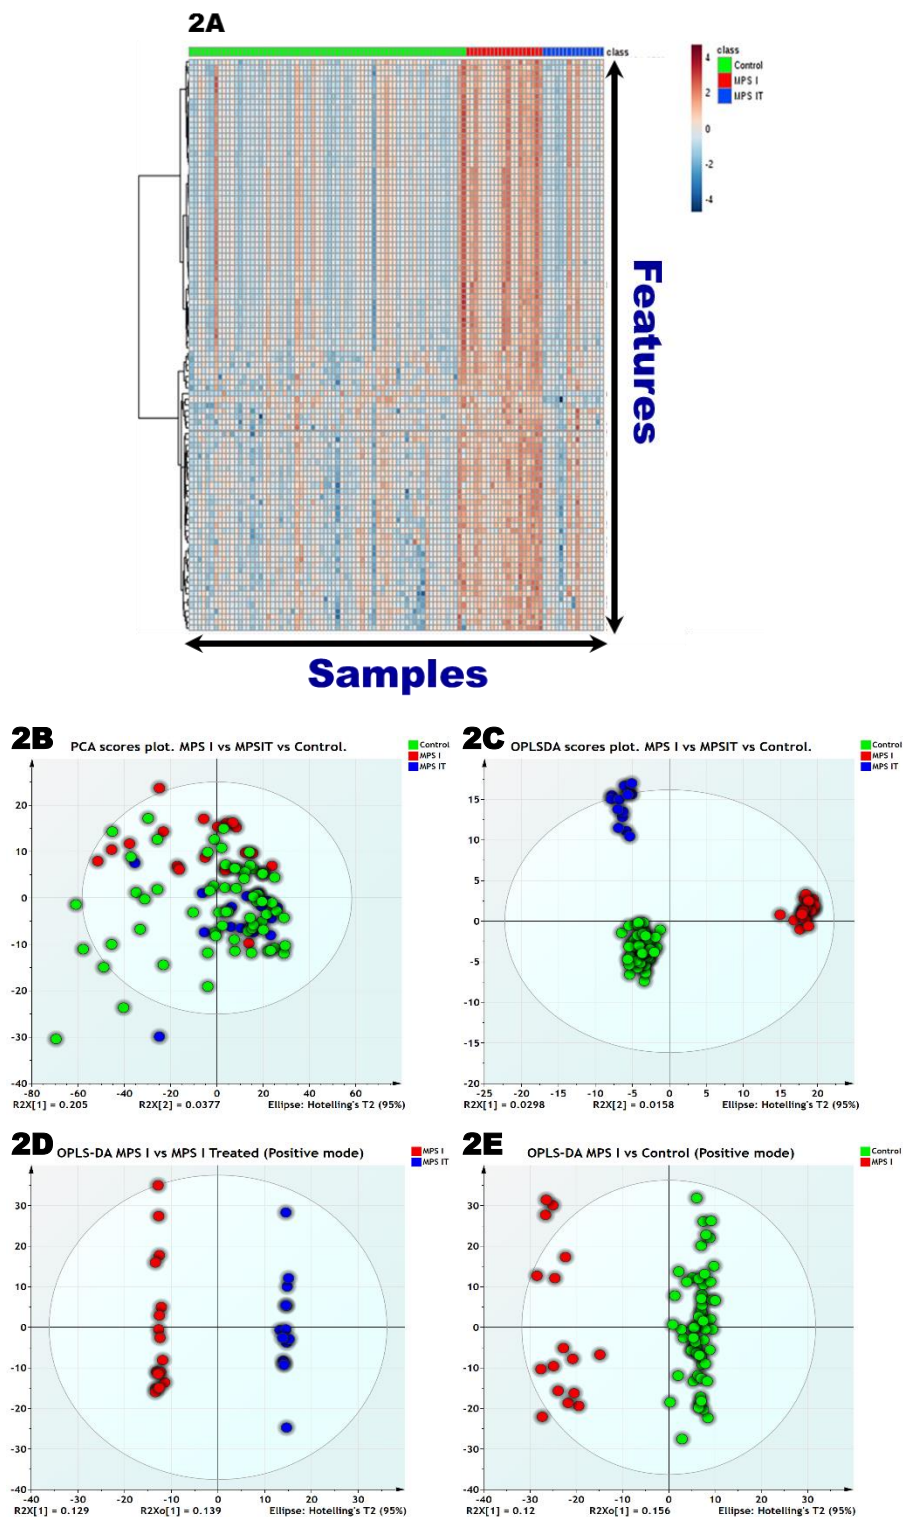 2A
class
class
Control
MPS I
MPS IT
4
2
0
-2
-4
Features
Samples
2B
PCA scores plot. MPS I vs MPSIT vs Control.
Control
MPS I
MPS IT
20
10
0
-10
-20
-30
-40
-80 -60 -40 -20 0 20 40 60
R2X[1] = 0.205 R2X[2] = 0.0377 Ellipse: Hotelling's T2 (95%)
2C
OPLSDA scores plot. MPS I vs MPSIT vs Control.
Control
MPS I
MPS IT
15
10
5
0
-5
-10
-15
-20
-25 -20 -15 -10 -5 0 5 10 15 20
R2X[1] = 0.0298 R2X[2] = 0.0158 Ellipse: Hotelling's T2 (95%)
2D
OPLS-DA MPS I vs MPS I Treated (Positive mode)
MPS I
MPS IT
30
20
10
0
-10
-20
-30
-40
-40 -30 -20 -10 0 10 20 30
R2X[1] = 0.129 R2Xo[1] = 0.139 Ellipse: Hotelling's T2 (95%)
2E
OPLS-DA MPS I vs Control (Positive mode)
Control
MPS I
30
20
10
0
-10
-20
-30
-40
-40 -30 -20 -10 0 10 20 30
R2X[1] = 0.12 R2Xo[1] = 0.156 Ellipse: Hotelling's T2 (95%)